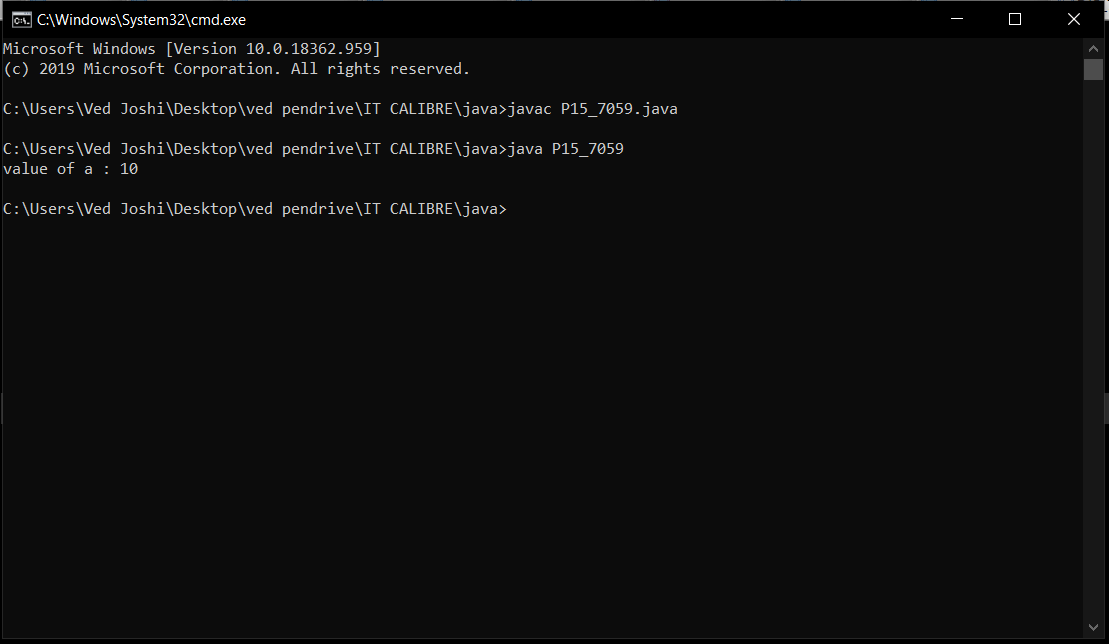 C:\Windows\System32\cmd.exe
Microsoft Windows [Version 10.0.18362.959]
(c) 2019 Microsoft Corporation. All rights reserved.
C:\Users\Ved Joshi\Desktop\ved pendrive\IT CALIBRE\java>javac P15_7059.java
C:\Users\Ved Joshi\Desktop\ved pendrive\IT CALIBRE\java>java P15_7059
value of a : 10
C:\Users\Ved Joshi\Desktop\ved pendrive\IT CALIBRE\java>